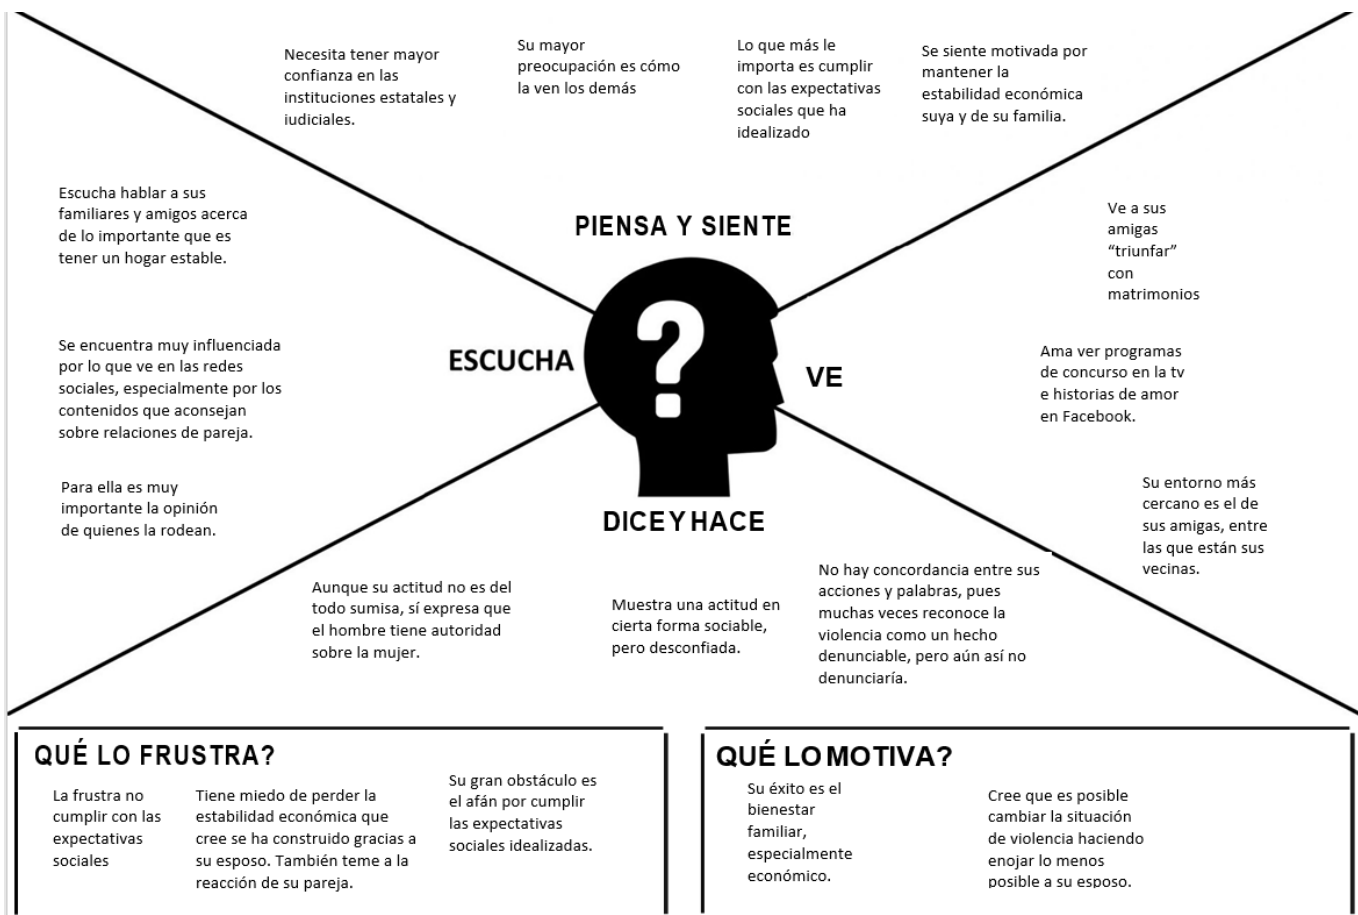 Necesita tener mayor
confianza en las
instituciones estatales y
iudiciales.
Su mayor
preocupación es cómo
la ven los demás
Lo que más le
importa es cumplir
con las expectativas
sociales que ha
idealizado
Se siente motivada por
mantener la
estabilidad económica
suya y de su familia.
PIENSA Y SIENTE
Escucha hablar a sus
familiares y amigos acerca
de lo importante que es
tener un hogar estable.
Se encuentra muy influenciada
por lo que ve en las redes
sociales, especialmente por los
contenidos que aconsejan
sobre relaciones de pareja.
Para ella es muy
importante la opinión
de quienes la rodean.
ESCUCHA
?
VE
Ve a sus
amigas
“triunfar”
con
matrimonios
Ama ver programas
de concurso en la tv
e historias de amor
en Facebook.
Su entorno más
cercano es el de
sus amigas, entre
las que están sus
vecinas.
DICE Y HACE
Aunque su actitud no es del
todo sumisa, sí expresa que
el hombre tiene autoridad
sobre la mujer.
Muestra una actitud en
cierta forma sociable,
pero desconfiada.
No hay concordancia entre sus
acciones y palabras, pues
muchas veces reconoce la
violencia como un hecho
denunciable, pero aún así no
denunciaría.
QUÉ LO FRUSTRA?
La frustra no
cumplir con las
expectativas
sociales
Tiene miedo de perder la
estabilidad económica que
cree se ha construido gracias a
su esposo. También teme a la
reacción de su pareja.
Su gran obstáculo es
el afán por cumplir
las expectativas
sociales idealizadas.
QUÉ LO MOTIVA?
Su éxito es el
bienestar
familiar,
especialmente
económico.
Cree que es posible
cambiar la situación
de violencia haciendo
enojar lo menos
posible a su esposo.